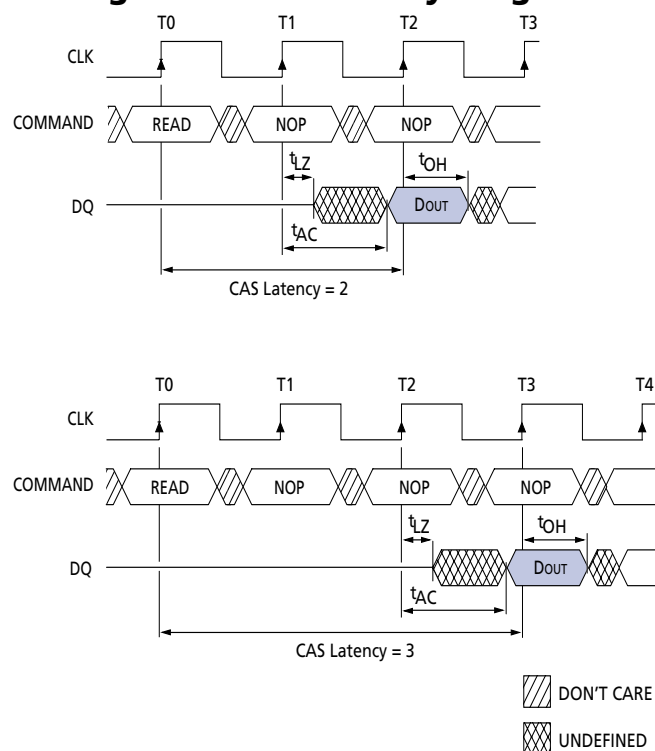 T0 T1 T2 T3
CLK
COMMAND READ NOP NOP
tLZ tOH
DQ DOUT
tAC
CAS Latency = 2
T0 T1 T2 T3 T4
CLK
COMMAND READ NOP NOP NOP
tLZ tOH
DQ DOUT
tAC
CAS Latency = 3
DON'T CARE
UNDEFINED